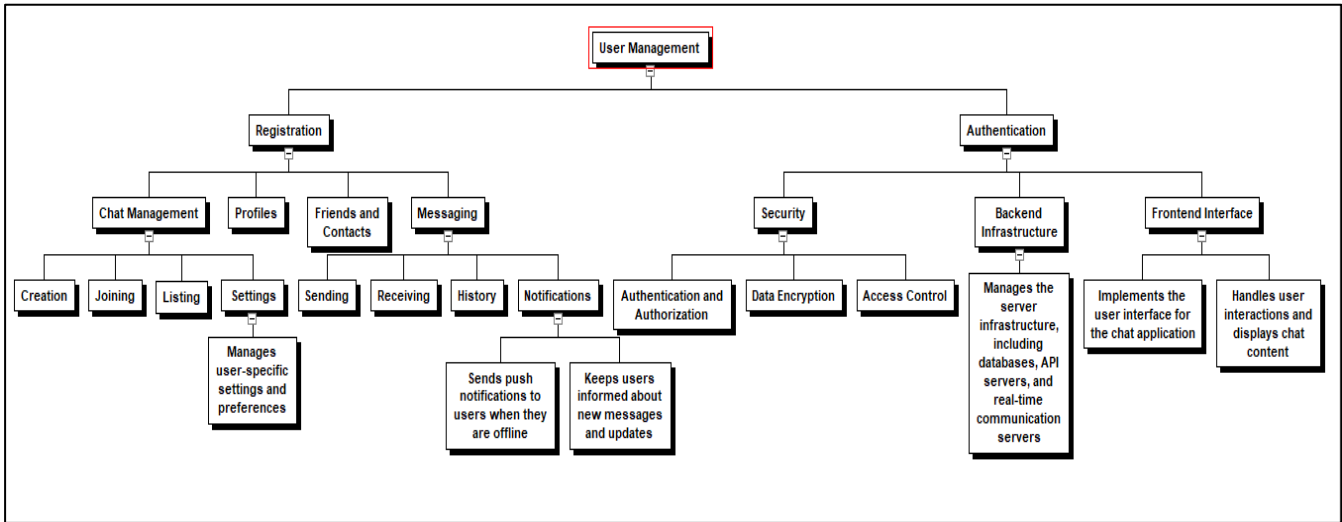 User Management
Registration
Authentication
Chat Management
Profiles
Friends and
Contacts
Messaging
Security
Backend
Infrastructure
Frontend Interface
Creation
Joining
Listing
Settings
Sending
Receiving
History
Notifications
Authentication and
Authorization
Data Encryption
Access Control
Manages the
server
infrastructure,
including
databases, API
servers, and
real-time
communication
servers
Implements the
user interface for
the chat application
Handles user
interactions and
displays chat
content
Manages
user-specific
settings and
preferences
Sends push
notifications to
users when they
are offline
Keeps users
informed about
new messages
and updates